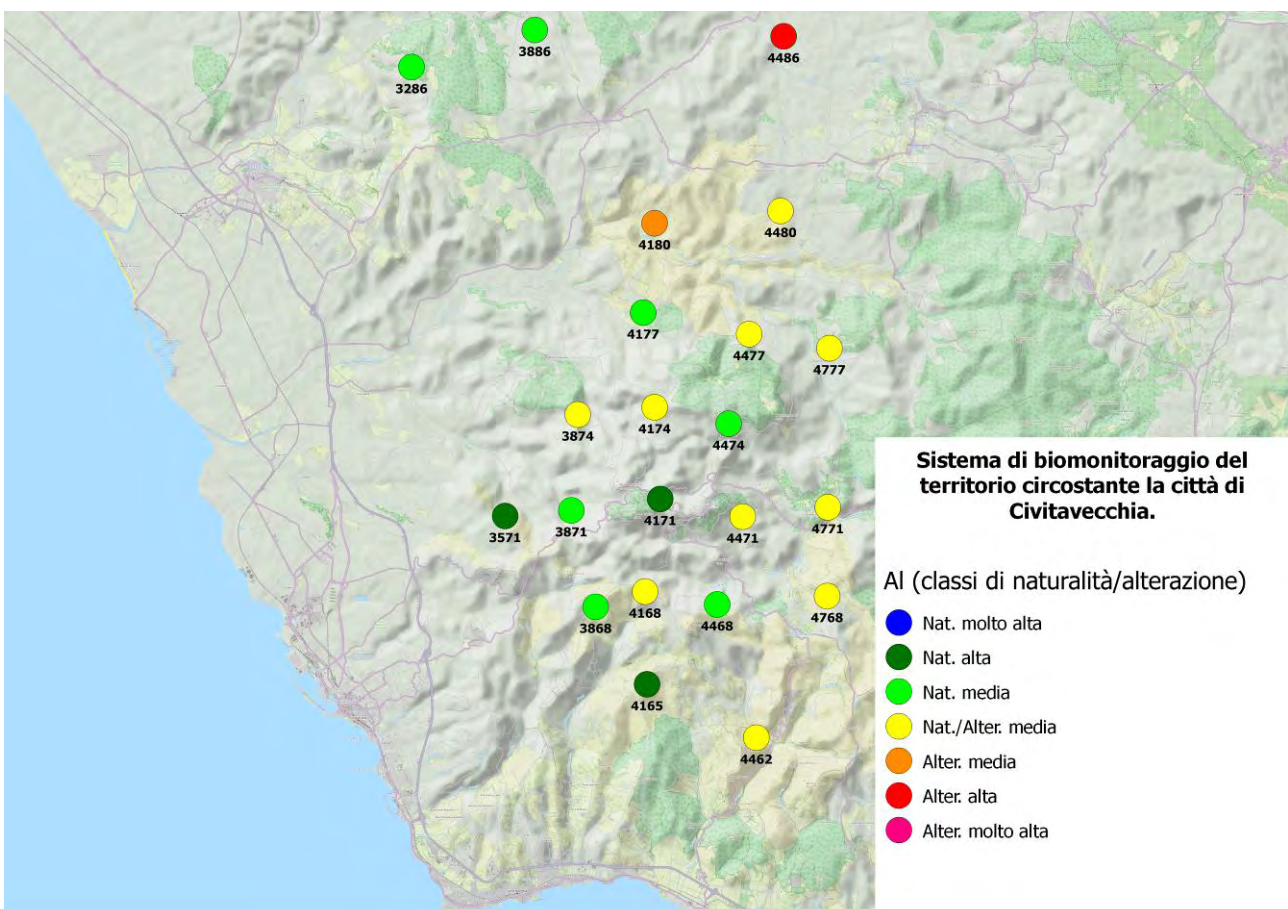 3886
4486
3286
4180
4480
4177
4477
4777
3874
4174
4474
Sistema di biomonitoraggio del
territorio circostante la città di
Civitavecchia.
3571
3871
4171
4471
4771
Al (classi di naturalità/alterazione)
3868
4168
4468
4768
Nat. molto alta
Nat. alta
4165
Nat. media
Nat./Alter. media
4462
Alter. media
Alter. alta
Alter. molto alta